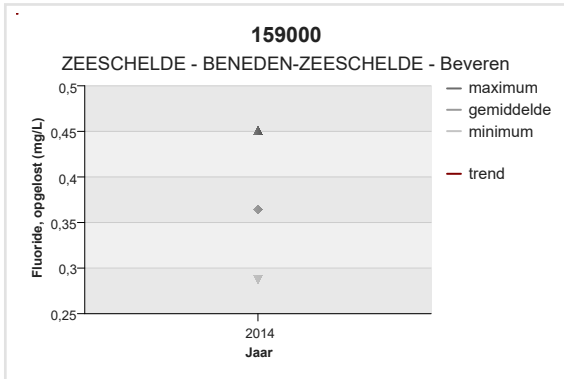 159000
ZEESCHELDE - BENEDEN-ZEESCHELDE - Beveren
maximum
gemiddelde
minimum
trend
Fluoride, opgelost (mg/L)
0,5
0,45
0,4
0,35
0,3
0,25
2014
Jaar